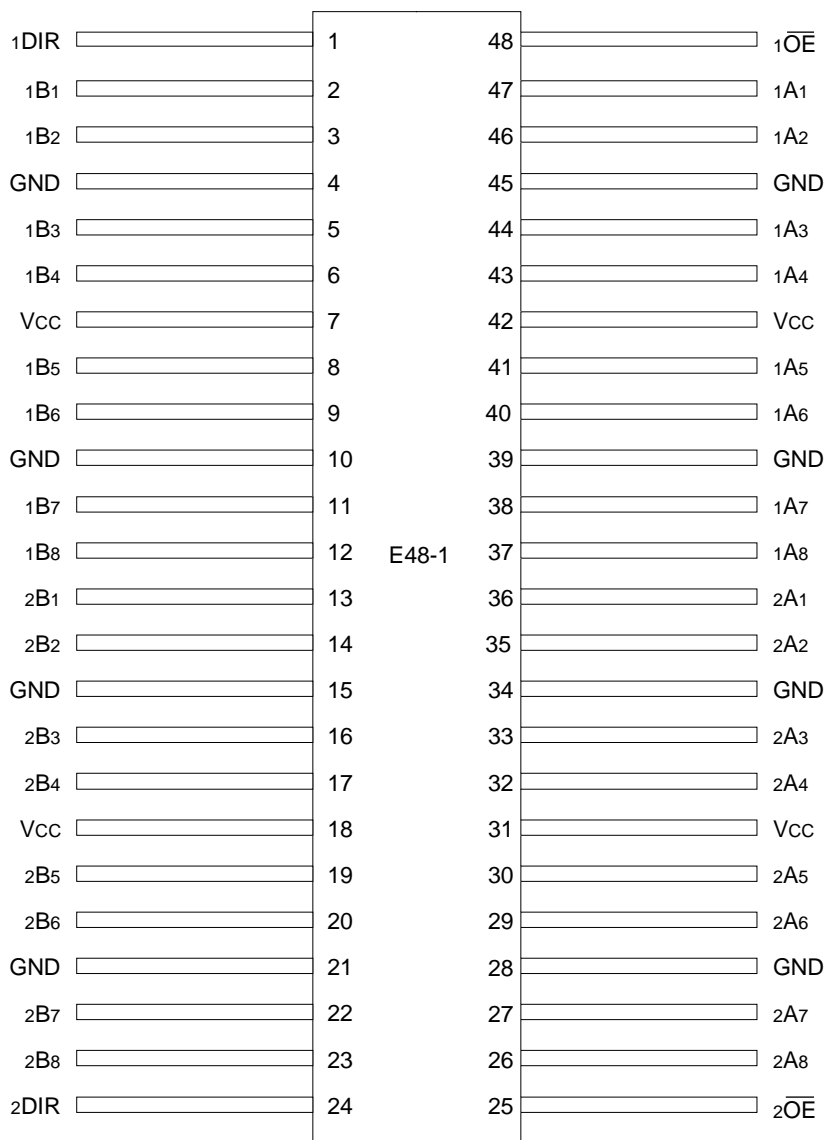 1DIR 1 48 1O̅E̅
1B1 2 47 1A1
1B2 3 46 1A2
GND 4 45 GND
1B3 5 44 1A3
1B4 6 43 1A4
VCC 7 42 VCC
1B5 8 41 1A5
1B6 9 40 1A6
GND 10 39 GND
1B7 11 38 1A7
1B8 12 E48-1 37 1A8
2B1 13 36 2A1
2B2 14 35 2A2
GND 15 34 GND
2B3 16 33 2A3
2B4 17 32 2A4
VCC 18 31 VCC
2B5 19 30 2A5
2B6 20 29 2A6
GND 21 28 GND
2B7 22 27 2A7
2B8 23 26 2A8
2DIR 24 25 2O̅E̅